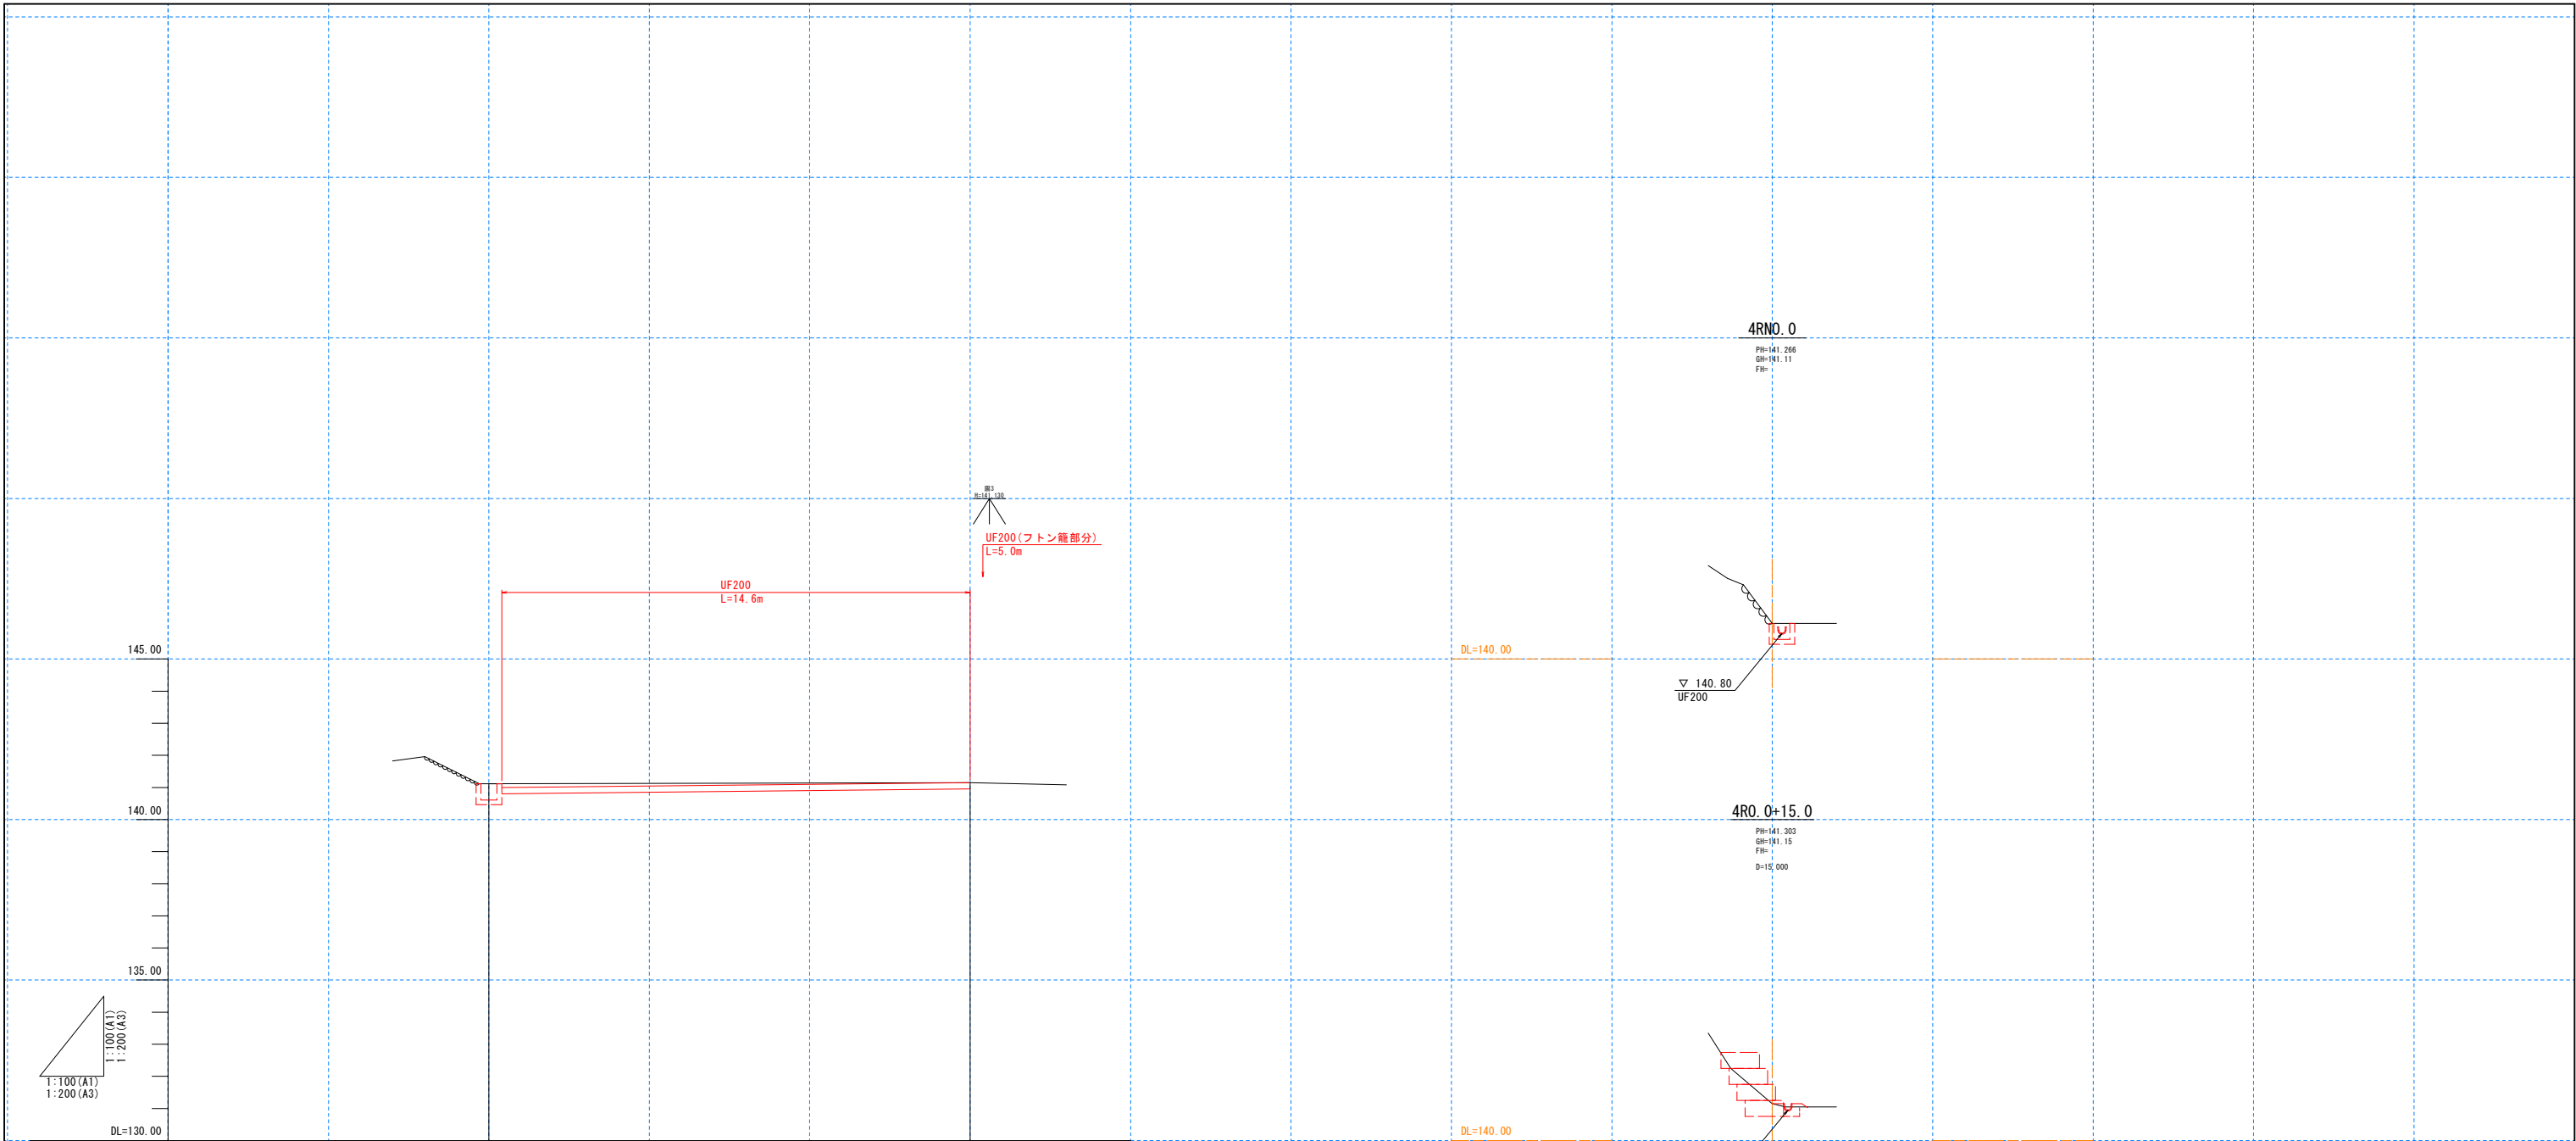 4RNO.0
PH=141.266
GH=141.11
FH=
H=141.130
UF200(フトン籠部分)
L=5.0m
UF200
L=14.6m
145.00
DL=140.00
▽ 140.80
UF200
140.00
4R0.0+15.0
PH=141.303
GH=141.15
FH=
D=15.000
135.00
1:100(A1)
1:200(A3)
1:100(A1)
1:200(A3)
DL=130.00
DL=140.00